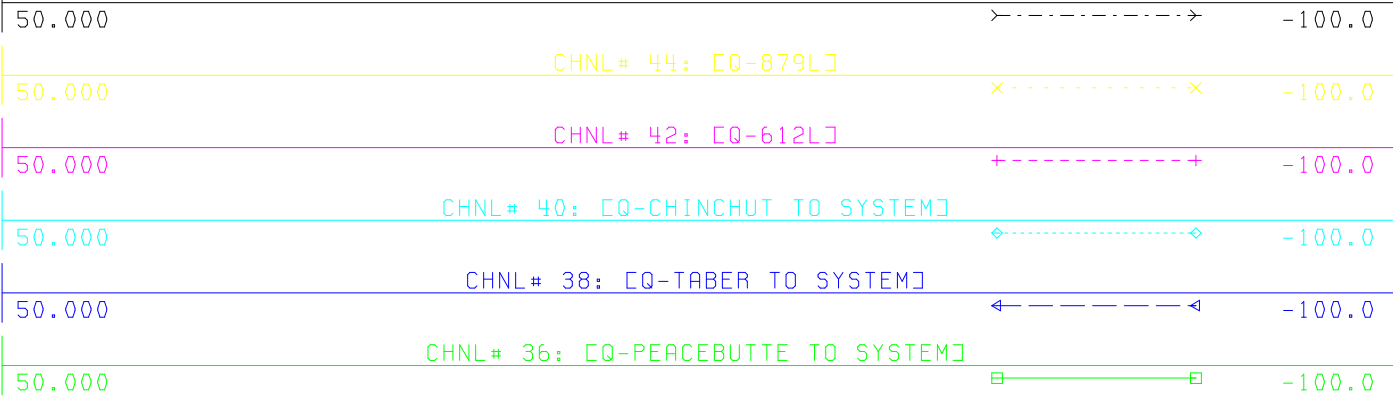 50.000 -100.0
CHNL# 44: [Q-879L]
50.000 -100.0
CHNL# 42: [Q-612L]
50.000 -100.0
CHNL# 40: [Q-CHINCHUT TO SYSTEM]
50.000 -100.0
CHNL# 38: [Q-TABER TO SYSTEM]
50.000 -100.0
CHNL# 36: [Q-PEACEBUTTE TO SYSTEM]
50.000 -100.0